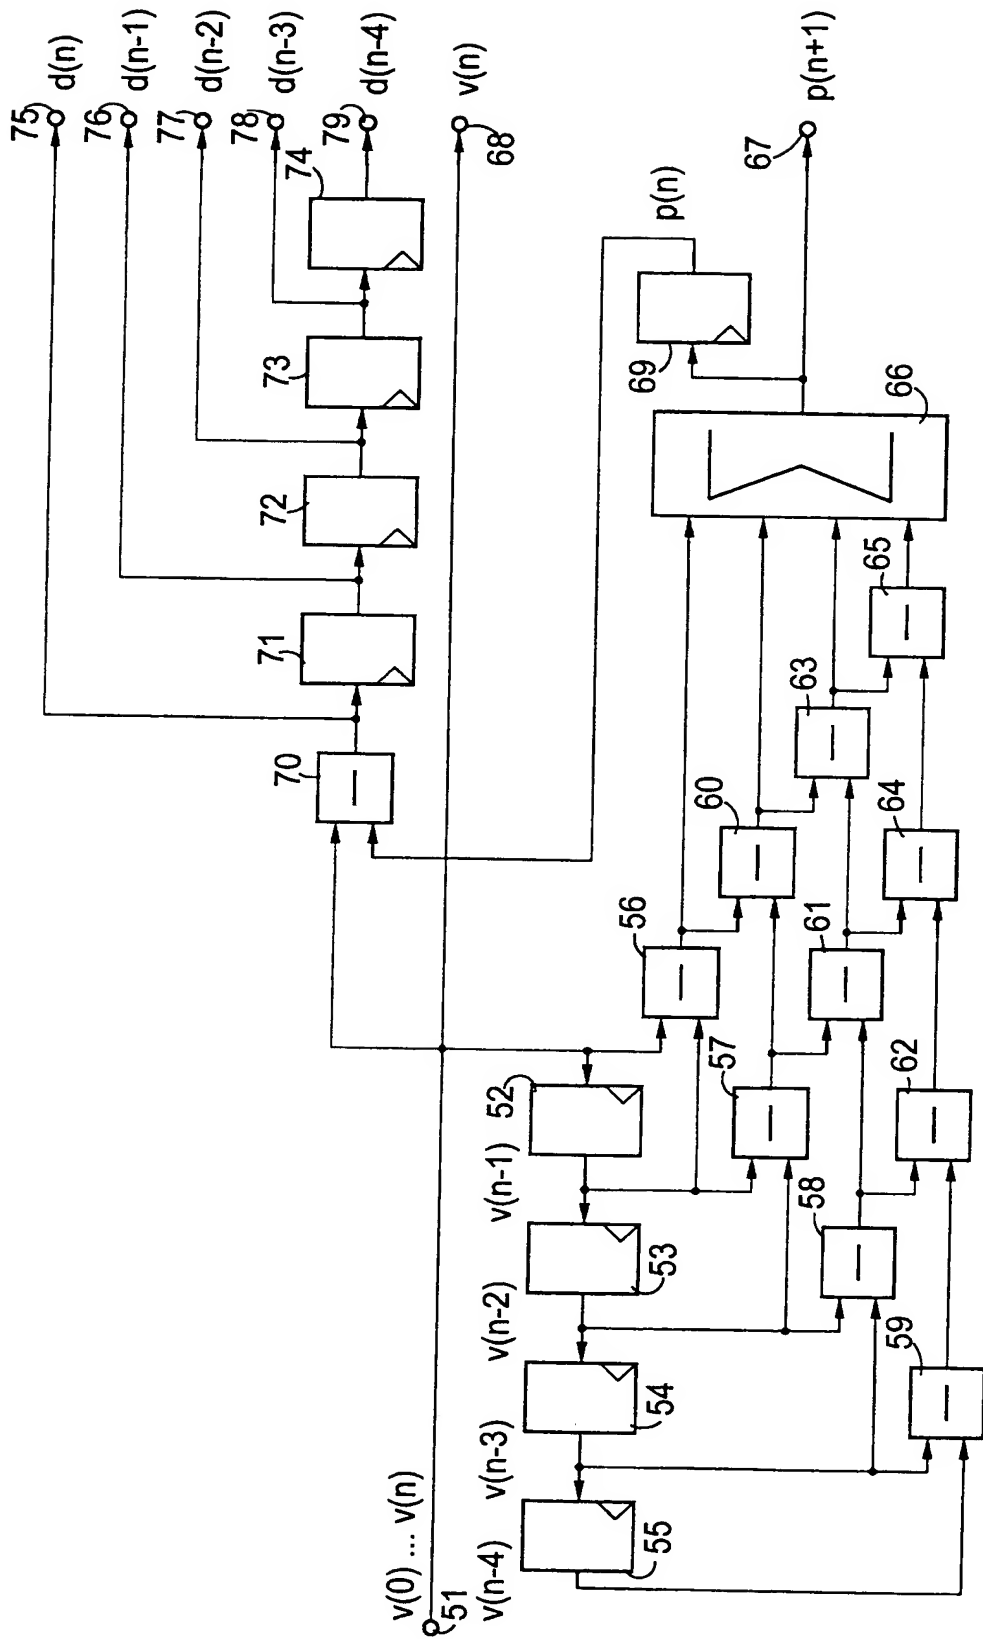 75
d(n)
76
d(n-1)
77
d(n-2)
78
d(n-3)
79
d(n-4)
74
73
72
71
70
v(n)
68
v(0) ... v(n)
51
p(n)
69
67
p(n+1)
66
52
v(n-1)
53
v(n-2)
54
v(n-3)
55
v(n-4)
56
57
58
59
60
61
62
63
64
65